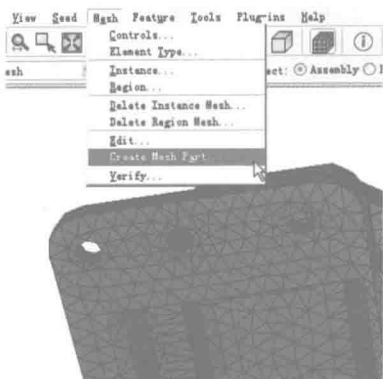 View Seed Mesh Feature Tools Plug-ins Help
Controls...
Element Type...
esh
ect: Assembly
Instance...
Region...
Delete Instance Mesh...
Delete Region Mesh...
Edit...
Create Mesh Part...
Verify...